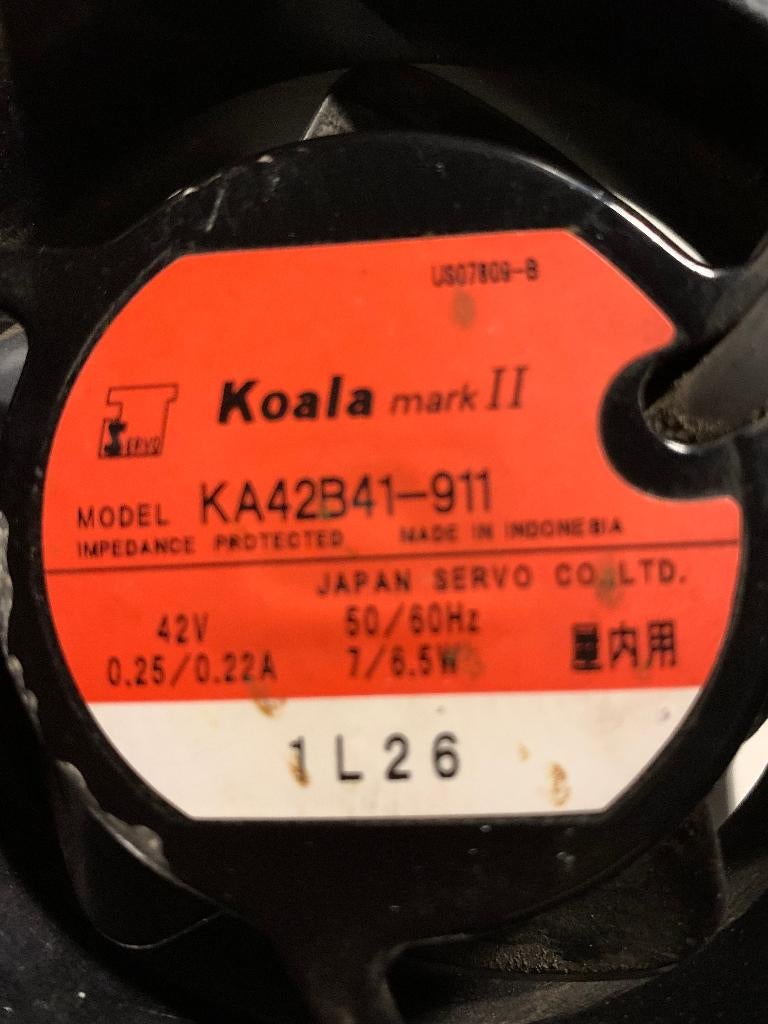 US07809-B
J SERVO
Koala mark II
MODEL KA42B41-911
IMPEDANCE PROTECTED MADE IN INDONESIA
JAPAN SERVO CO.,LTD.
42V 50/60Hz
0.25/0.22A 7/6.5W
屋内用
1L26